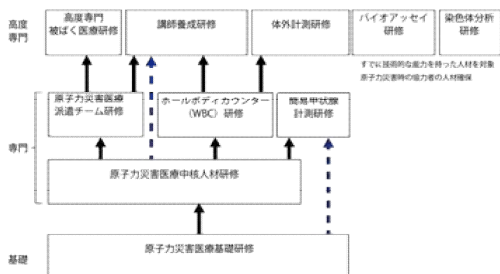 高度
専門
高度専門
被ばく医療研修
講師養成研修
体外計測研修
バイオアッセイ
研修
染色体分析
研修
すでに技術的な能力を持った人材を対象
原子力災害時の協力者の人材確保
専門
原子力災害医療
派遣チーム研修
ホールボディカウンター
（WBC）研修
簡易甲状腺
計測研修
原子力災害医療中核人材研修
基礎
原子力災害医療基礎研修